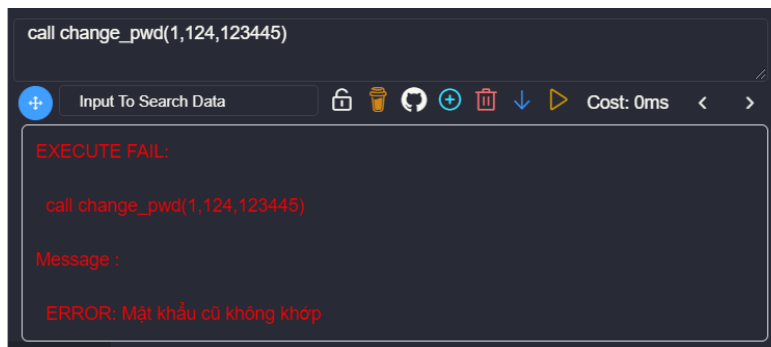 call change_pwd(1,124,123445)
Input To Search Data
Cost: 0ms
EXECUTE FAIL:
call change_pwd(1,124,123445)
Message :
ERROR: Mật khẩu cũ không khớp